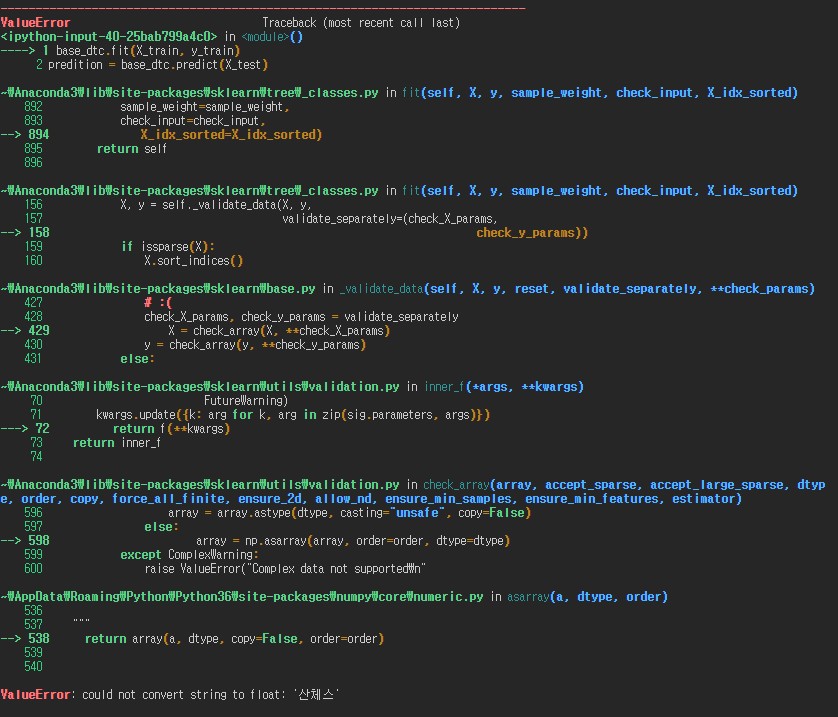 ---------------------------------------------------------------------------
ValueError                                Traceback (most recent call last)
<ipython-input-40-25bab799a4c0> in <module>()
----> 1 base_dtc.fit(X_train, y_train)
      2 predition = base_dtc.predict(X_test)
~₩Anaconda3₩lib₩site-packages₩sklearn₩tree₩_classes.py in fit(self, X, y, sample_weight, check_input, X_idx_sorted)
    892             sample_weight=sample_weight,
    893             check_input=check_input,
--> 894             X_idx_sorted=X_idx_sorted)
    895         return self
    896
~₩Anaconda3₩lib₩site-packages₩sklearn₩tree₩_classes.py in fit(self, X, y, sample_weight, check_input, X_idx_sorted)
    156             X, y = self._validate_data(X, y,
    157                                        validate_separately=(check_X_params,
--> 158                                                             check_y_params))
    159             if issparse(X):
    160                 X.sort_indices()
~₩Anaconda3₩lib₩site-packages₩sklearn₩base.py in _validate_data(self, X, y, reset, validate_separately, **check_params)
    427                 # :(
    428                 check_X_params, check_y_params = validate_separately
--> 429                 X = check_array(X, **check_X_params)
    430                 y = check_array(y, **check_y_params)
    431             else:
~₩Anaconda3₩lib₩site-packages₩sklearn₩utils₩validation.py in inner_f(*args, **kwargs)
     70                           FutureWarning)
     71         kwargs.update({k: arg for k, arg in zip(sig.parameters, args)})
---> 72         return f(**kwargs)
     73     return inner_f
     74
~₩Anaconda3₩lib₩site-packages₩sklearn₩utils₩validation.py in check_array(array, accept_sparse, accept_large_sparse, dtyp
e, order, copy, force_all_finite, ensure_2d, allow_nd, ensure_min_samples, ensure_min_features, estimator)
    596                     array = array.astype(dtype, casting="unsafe", copy=False)
    597                 else:
--> 598                     array = np.asarray(array, order=order, dtype=dtype)
    599             except ComplexWarning:
    600                 raise ValueError("Complex data not supported₩n"
~₩AppData₩Roaming₩Python₩Python36₩site-packages₩numpy₩core₩numeric.py in asarray(a, dtype, order)
    536
    537     """
--> 538     return array(a, dtype, copy=False, order=order)
    539
    540
ValueError: could not convert string to float: '산체스'